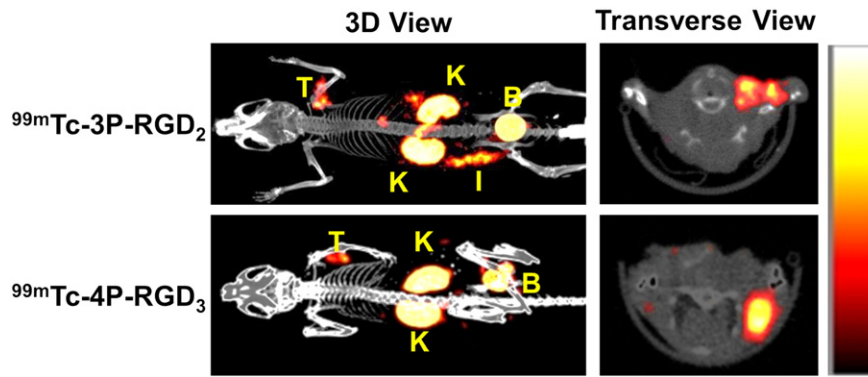 3D View
Transverse View
99mTc-3P-RGD2
T
K
B
K
I
99mTc-4P-RGD3
T
K
B
K